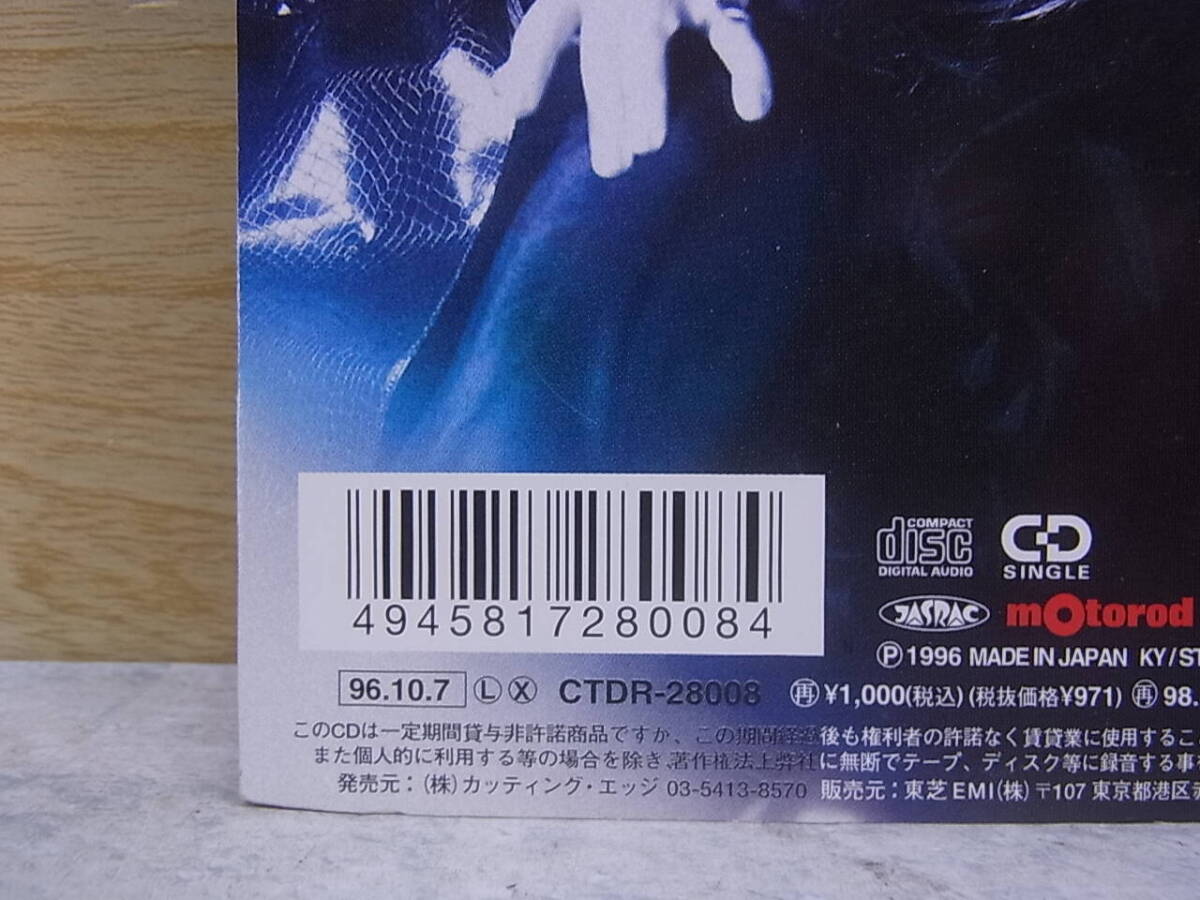 4945817280084
COMPACT
disc
DIGITAL AUDIO
CD
SINGLE
JASRAC
motorod
Ⓟ1996 MADE IN JAPAN KY/ST
96.10.7 Ⓛ Ⓧ CTDR-28008 再¥1,000(税込)(税抜価格¥971) 再98.
このCDは一定期間貸与非許諾商品ですが、この期間経過後も権利者の許諾なく賃貸業に使用するこ
また個人的に利用する等の場合を除き、著作権法上弊社に無断でテープ、ディスク等に録音する事を
発売元：(株)カッティング・エッジ 03-5413-8570 販売元：東芝EMI(株) 〒107 東京都港区赤